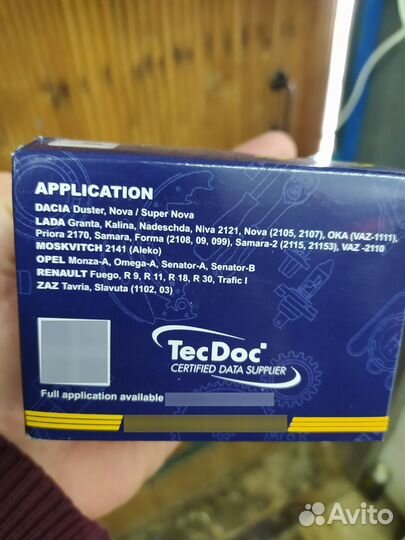 APPLICATION
DACIA Duster, Nova / Super Nova
LADA Granta, Kalina, Nadeschda, Niva 2121, Nova (2105, 2107), OKA (VAZ-1111),
Priora 2170, Samara, Forma (2108, 09, 099), Samara-2 (2115, 21153), VAZ -2110
MOSKVITCH 2141 (Aleko)
OPEL Monza-A, Omega-A, Senator-A, Senator-B
RENAULT Fuego, R 9, R 11, R 18, R 30, Trafic I
ZAZ Tavria, Slavuta (1102, 03)
TecDoc
CERTIFIED DATA SUPPLIER
Full application available
Avito